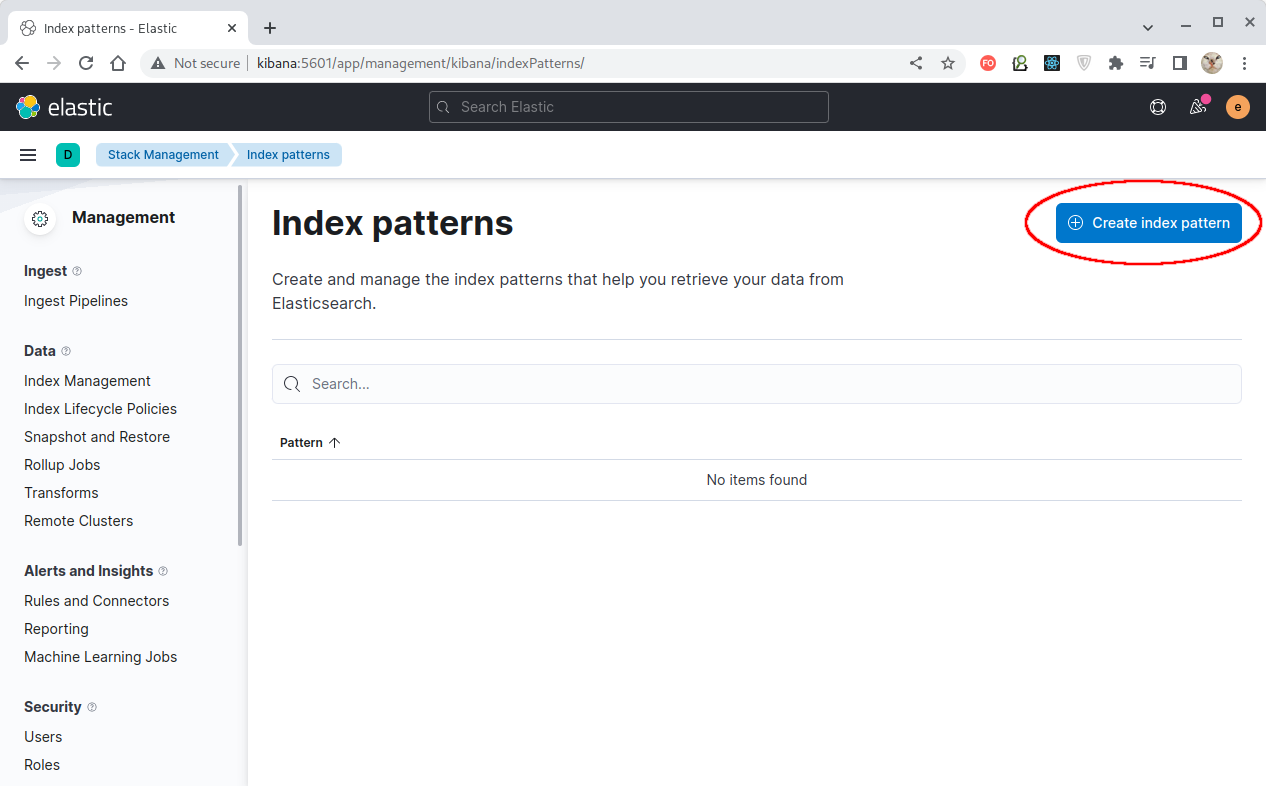 Index patterns - Elastic
Not secure
kibana:5601/app/management/kibana/indexPatterns/
FO
elastic
Search Elastic
e
D
Stack Management
Index patterns
Management
Ingest
Ingest Pipelines
Data
Index Management
Index Lifecycle Policies
Snapshot and Restore
Rollup Jobs
Transforms
Remote Clusters
Alerts and Insights
Rules and Connectors
Reporting
Machine Learning Jobs
Security
Users
Roles
Index patterns
Create index pattern
Create and manage the index patterns that help you retrieve your data from
Elasticsearch.
Search...
Pattern
No items found